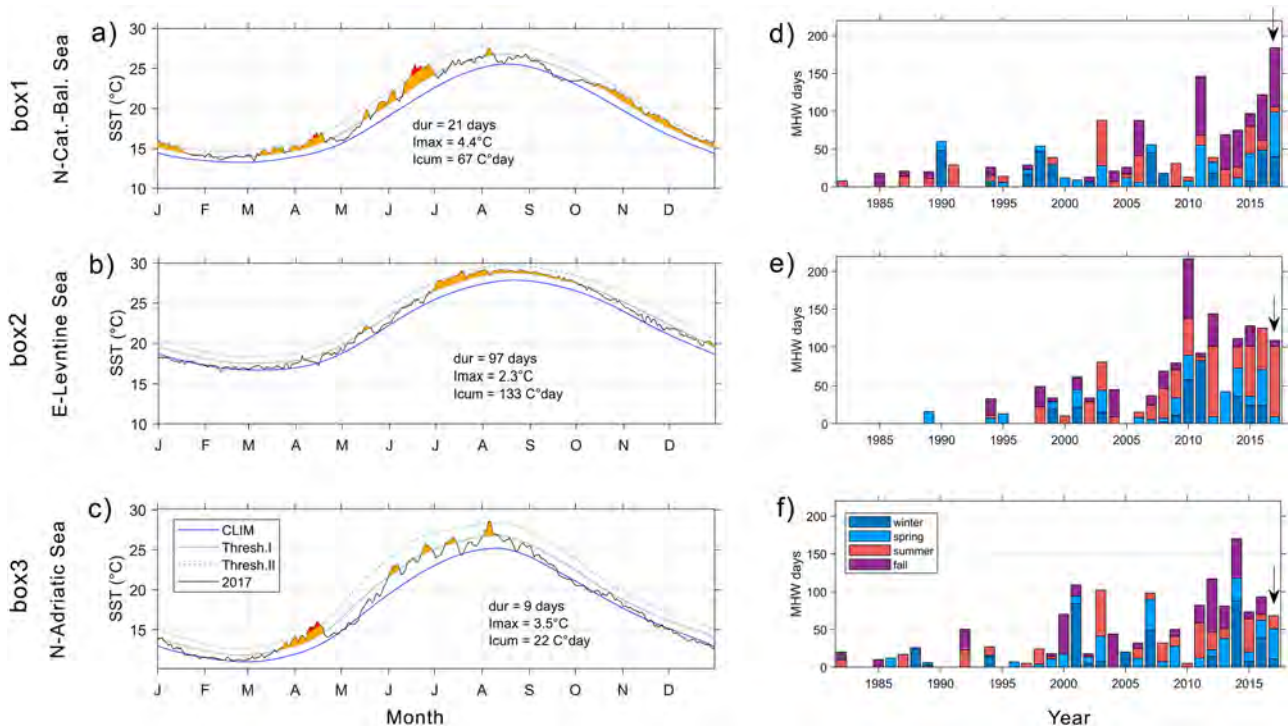 box1
N-Cat.-Bal. Sea
a)
SST (°C)
30
25
20
15
10
dur = 21 days
Imax = 4.4°C
Icum = 67 C°day
J F M A M J J A S O N D
d)
MHW days
200
150
100
50
0
1985 1990 1995 2000 2005 2010 2015
box2
E-Levntine Sea
b)
SST (°C)
30
25
20
15
10
dur = 97 days
Imax = 2.3°C
Icum = 133 C°day
J F M A M J J A S O N D
e)
MHW days
200
150
100
50
0
1985 1990 1995 2000 2005 2010 2015
box3
N-Adriatic Sea
c)
SST (°C)
30
25
20
15
CLIM
Thresh.I
Thresh.II
2017
dur = 9 days
Imax = 3.5°C
Icum = 22 C°day
J F M A M J J A S O N D
Month
f)
MHW days
200
150
100
50
0
winter
spring
summer
fall
1985 1990 1995 2000 2005 2010 2015
Year